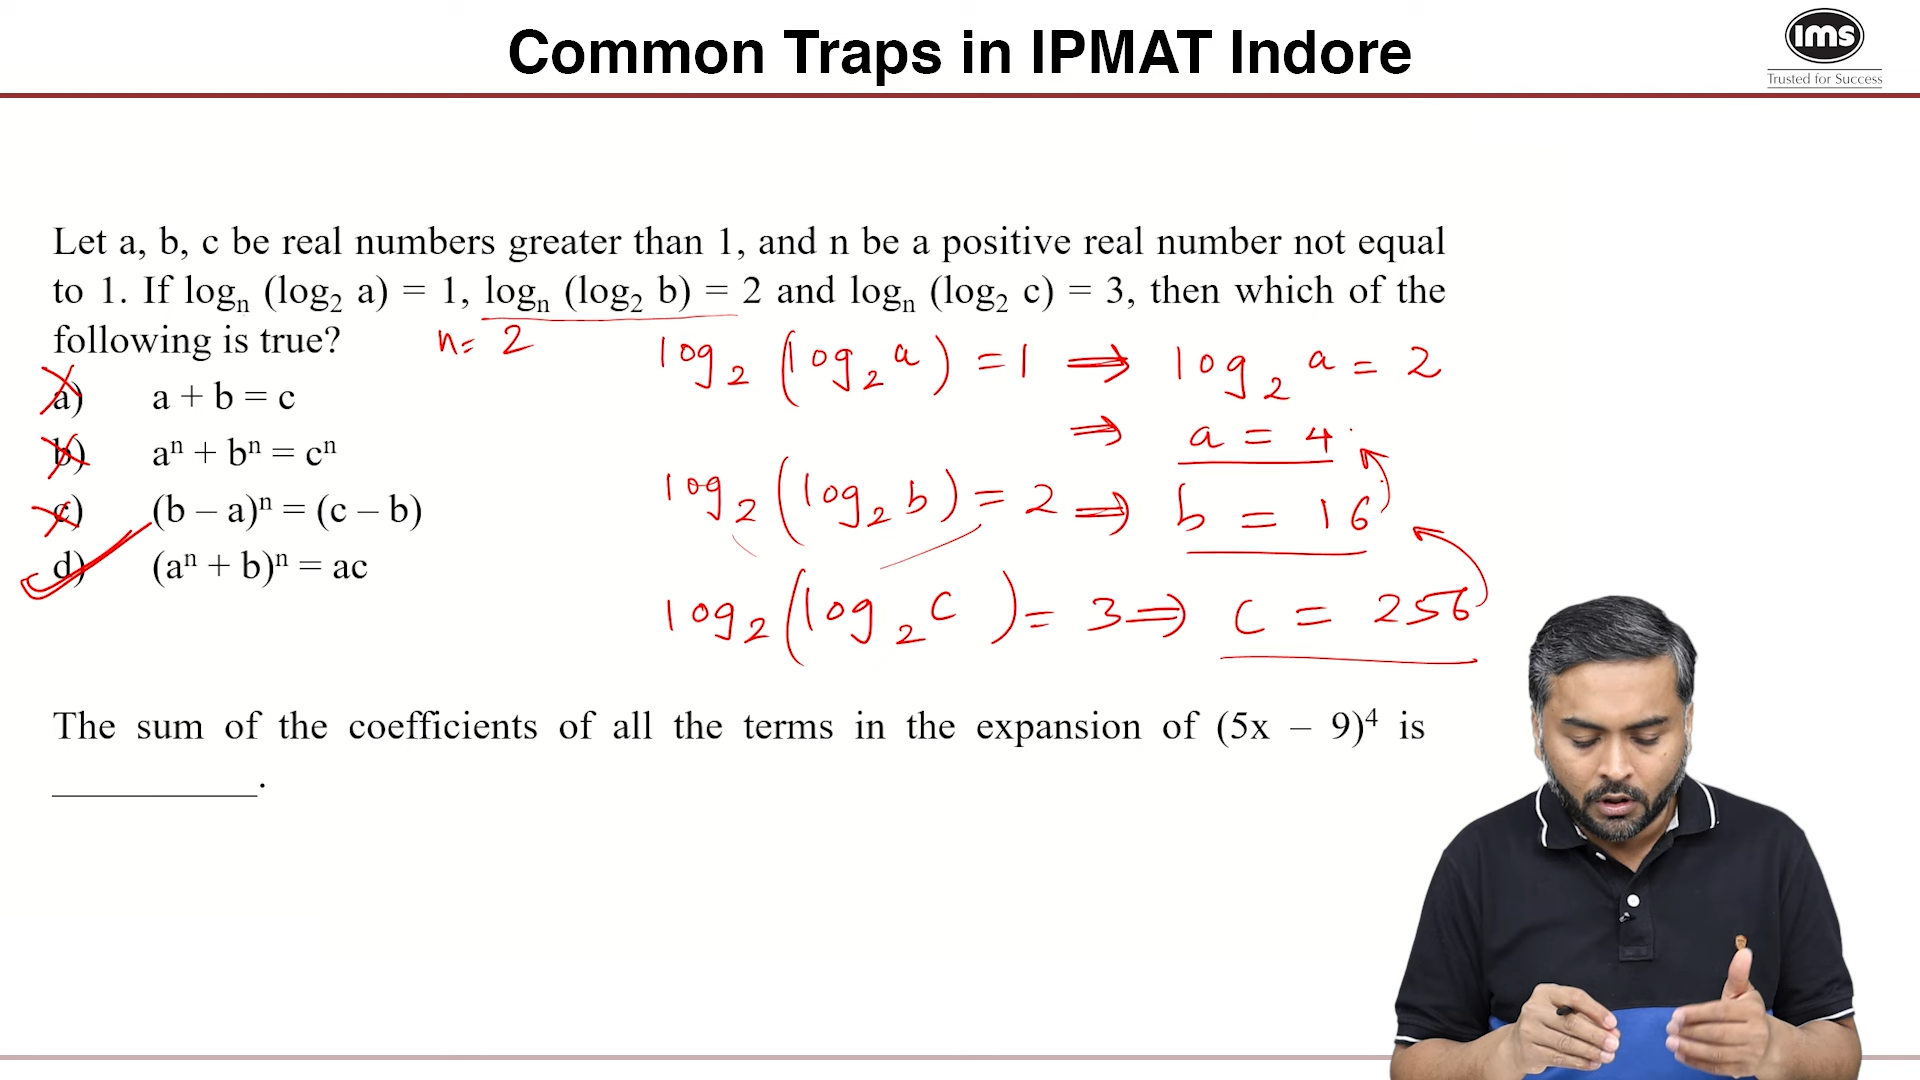 Common Traps in IPMAT Indore
ims
Trusted for Success
Let a, b, c be real numbers greater than 1, and n be a positive real number not equal
to 1. If logₙ (log₂ a) = 1, logₙ (log₂ b) = 2 and logₙ (log₂ c) = 3, then which of the
following is true?
n = 2
log₂ (log₂ a) = 1 ⇒ log₂ a = 2
a) a + b = c
⇒ a = 4
b) aⁿ + bⁿ = cⁿ
log₂ (log₂ b) = 2 ⇒ b = 16
c) (b – a)ⁿ = (c – b)
d) (aⁿ + b)ⁿ = ac
log₂ (log₂ c) = 3 ⇒ c = 256
The sum of the coefficients of all the terms in the expansion of (5x – 9)⁴ is
__________.